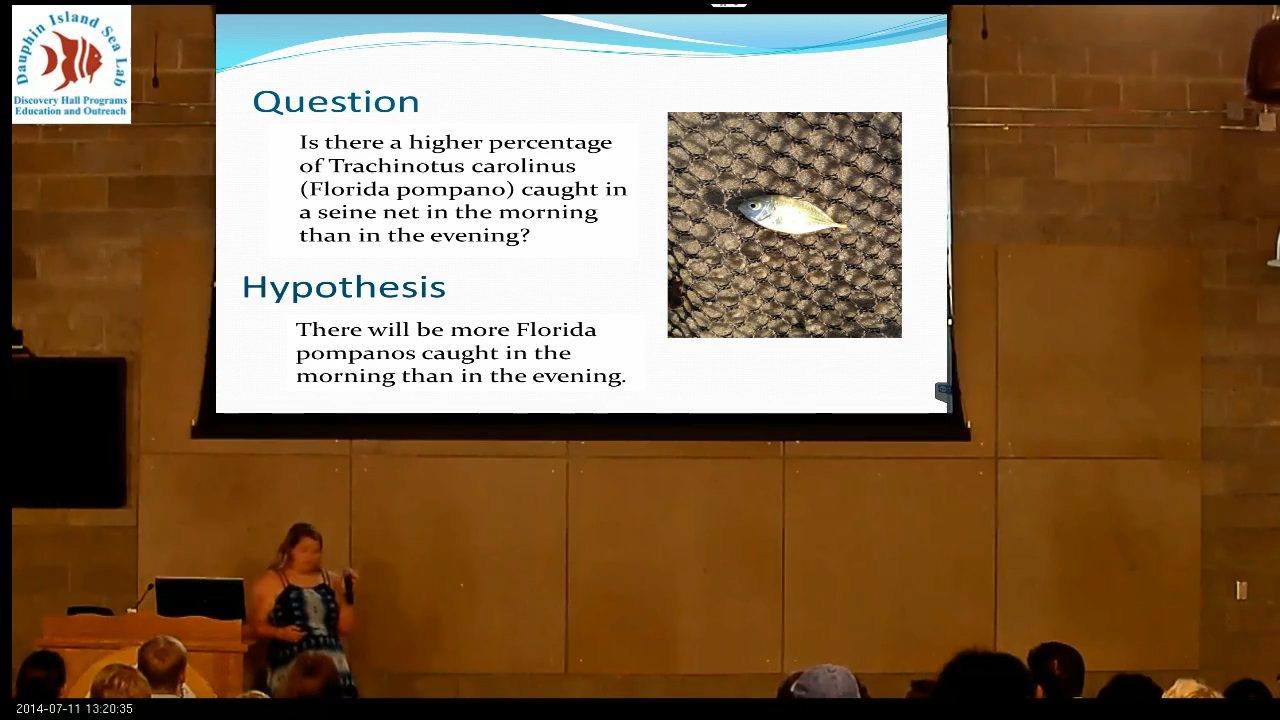 Dauphin Island Sea Lab
Discovery Hall Programs
Education and Outreach
Question
Is there a higher percentage
of Trachinotus carolinus
(Florida pompano) caught in
a seine net in the morning
than in the evening?
Hypothesis
There will be more Florida
pompanos caught in the
morning than in the evening.
2014-07-11 13:20:35